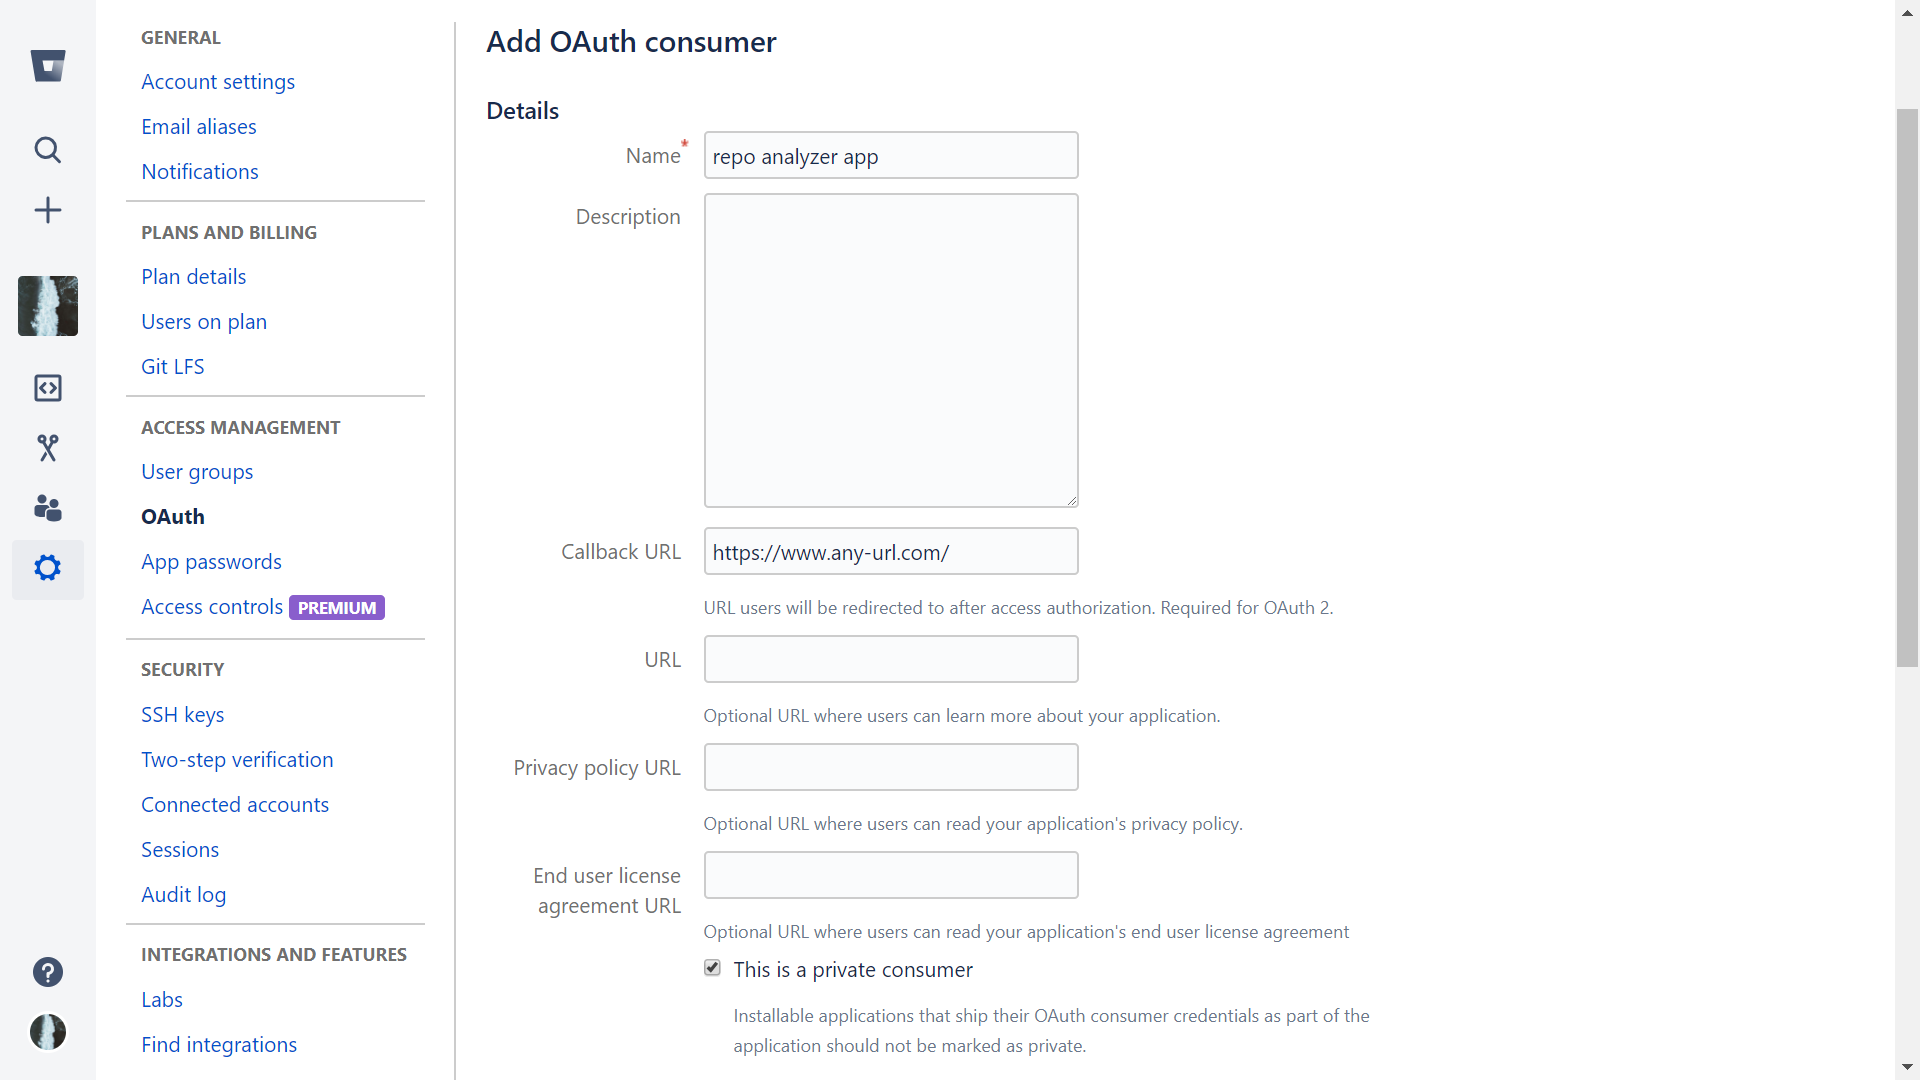 GENERAL
Account settings
Email aliases
Notifications
PLANS AND BILLING
Plan details
Users on plan
Git LFS
ACCESS MANAGEMENT
User groups
OAuth
App passwords
Access controls PREMIUM
SECURITY
SSH keys
Two-step verification
Connected accounts
Sessions
Audit log
INTEGRATIONS AND FEATURES
Labs
Find integrations
Add OAuth consumer
Details
Name* repo analyzer app
Description
Callback URL https://www.any-url.com/
URL users will be redirected to after access authorization. Required for OAuth 2.
URL
Optional URL where users can learn more about your application.
Privacy policy URL
Optional URL where users can read your application's privacy policy.
End user license
agreement URL
Optional URL where users can read your application's end user license agreement
This is a private consumer
Installable applications that ship their OAuth consumer credentials as part of the
application should not be marked as private.